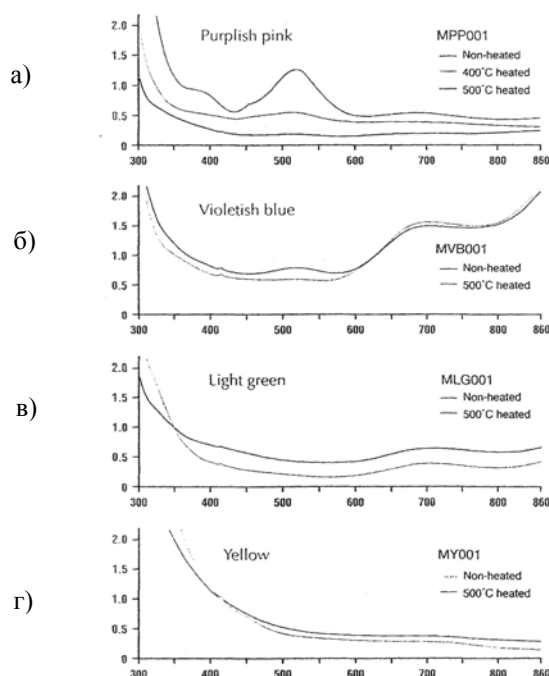 а)
2.0
1.5
1.0
0.5
0
Purplish pink
MPP001
Non-heated
400°C heated
500°C heated
300 400 500 600 700 800 860
б)
2.0
1.5
1.0
0.5
0
Violetish blue
MVB001
Non-heated
500°C heated
300 400 500 600 700 800 860
в)
2.0
1.5
1.0
0.5
0
Light green
MLG001
Non-heated
500°C heated
300 400 500 600 700 800 860
г)
2.0
1.5
1.0
0.5
0
Yellow
MY001
Non-heated
500°C heated
300 400 500 600 700 800 860